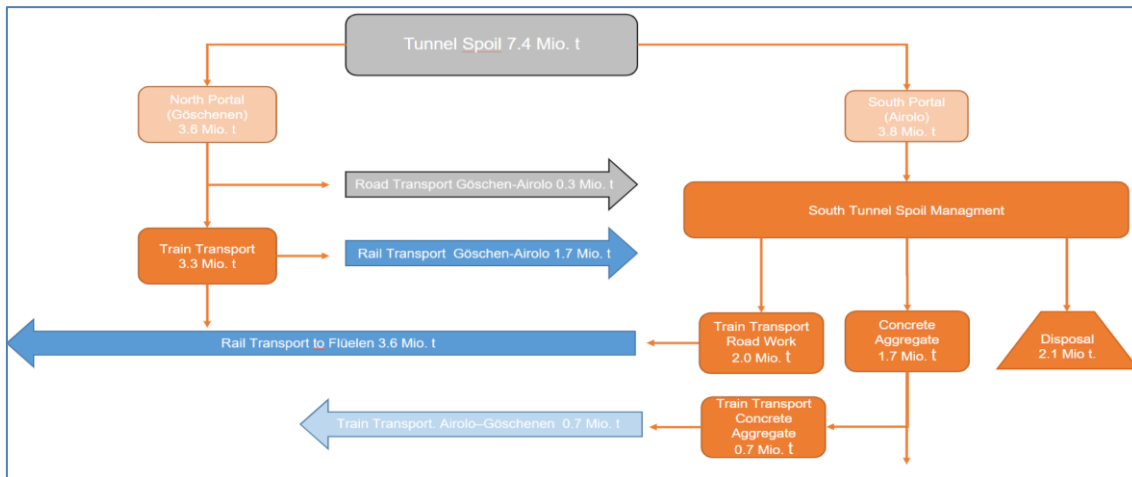 Tunnel Spoil 7.4 Mio. t
North Portal
(Göschenen)
3.6 Mio. t
South Portal
(Airolo)
3.8 Mio. t
Road Transport Göschen-Airolo 0.3 Mio. t
South Tunnel Spoil Managment
Train Transport
3.3 Mio. t
Rail Transport Göschen-Airolo 1.7 Mio. t
Rail Transport to Flüelen 3.6 Mio. t
Train Transport
Road Work
2.0 Mio. t
Concrete
Aggregate
1.7 Mio. t
Disposal
2.1 Mio t.
Train Transport. Airolo–Göschenen 0.7 Mio. t
Train Transport
Concrete
Aggregate
0.7 Mio. t